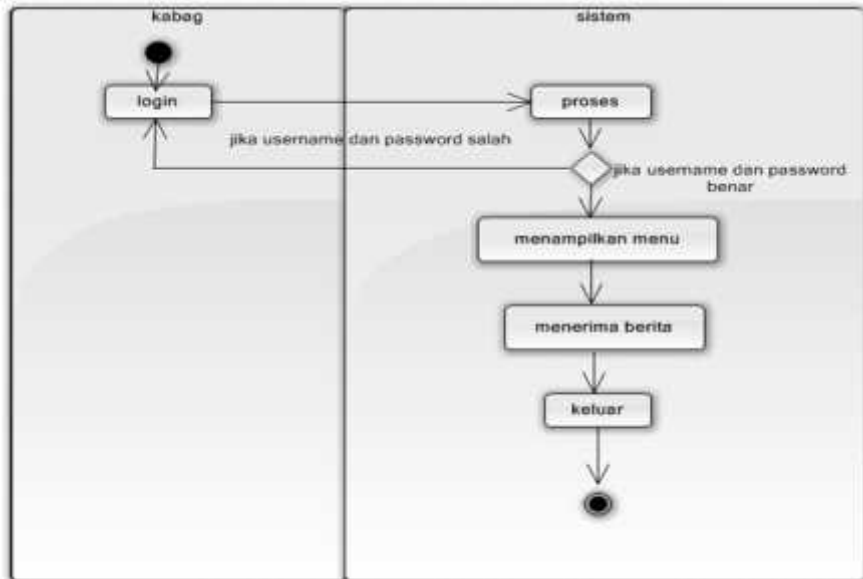 kabag
sistem
login
proses
jika username dan password salah
jika username dan password
benar
menampilkan menu
menerima berita
keluar